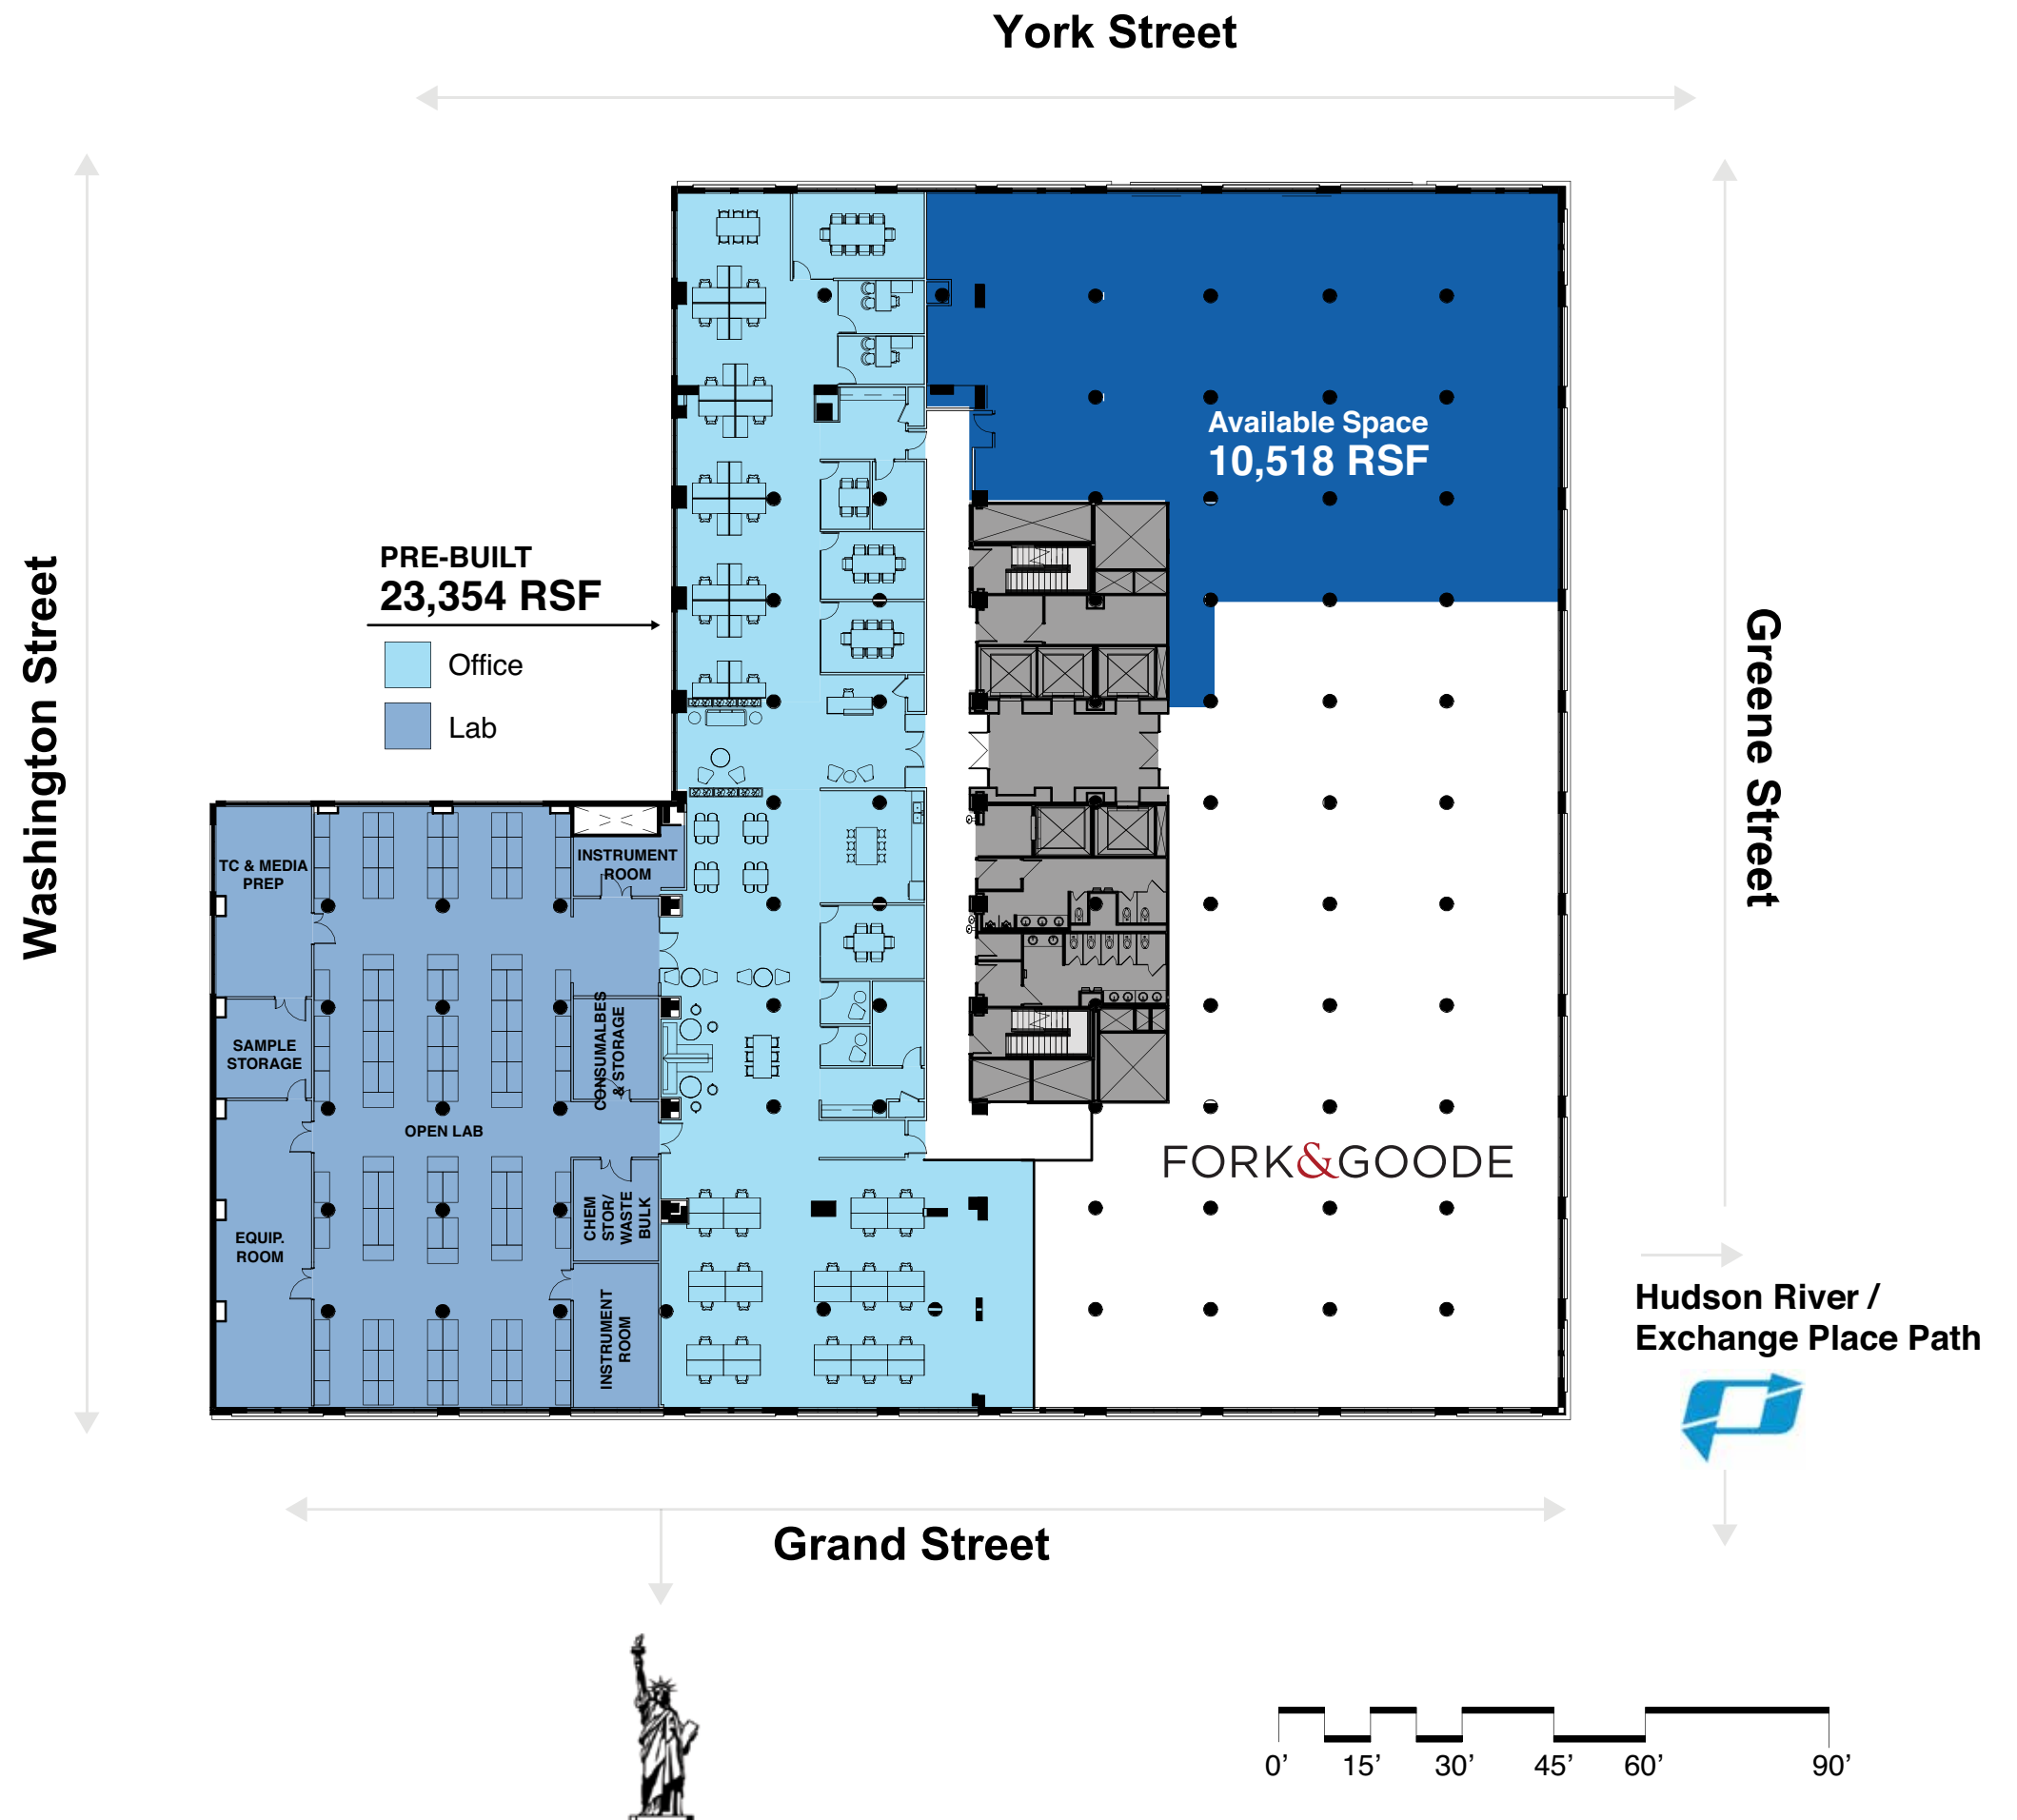 York Street
Washington Street
Greene Street
Available Space
10,518 RSF
PRE-BUILT
23,354 RSF
Office
Lab
TC & MEDIA
PREP
INSTRUMENT
ROOM
SAMPLE
STORAGE
CONSUMALBES
& STORAGE
OPEN LAB
EQUIP.
ROOM
CHEM
STOR/
WASTE
BULK
INSTRUMENT
ROOM
FORK&GOODE
Hudson River /
Exchange Place Path
Grand Street
0’ 15’ 30’ 45’ 60’ 90’